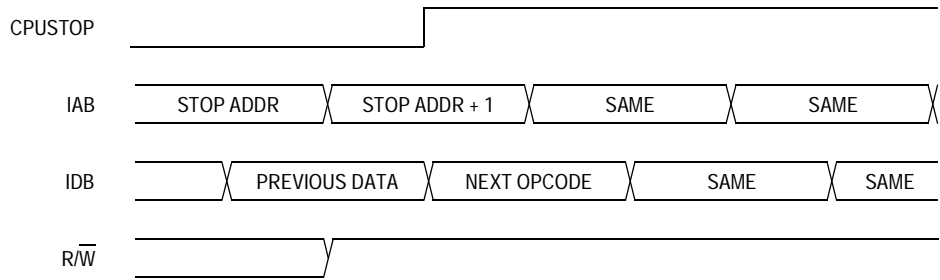 CPUSTOP
IAB STOP ADDR STOP ADDR + 1 SAME SAME
IDB PREVIOUS DATA NEXT OPCODE SAME SAME
R/W̅